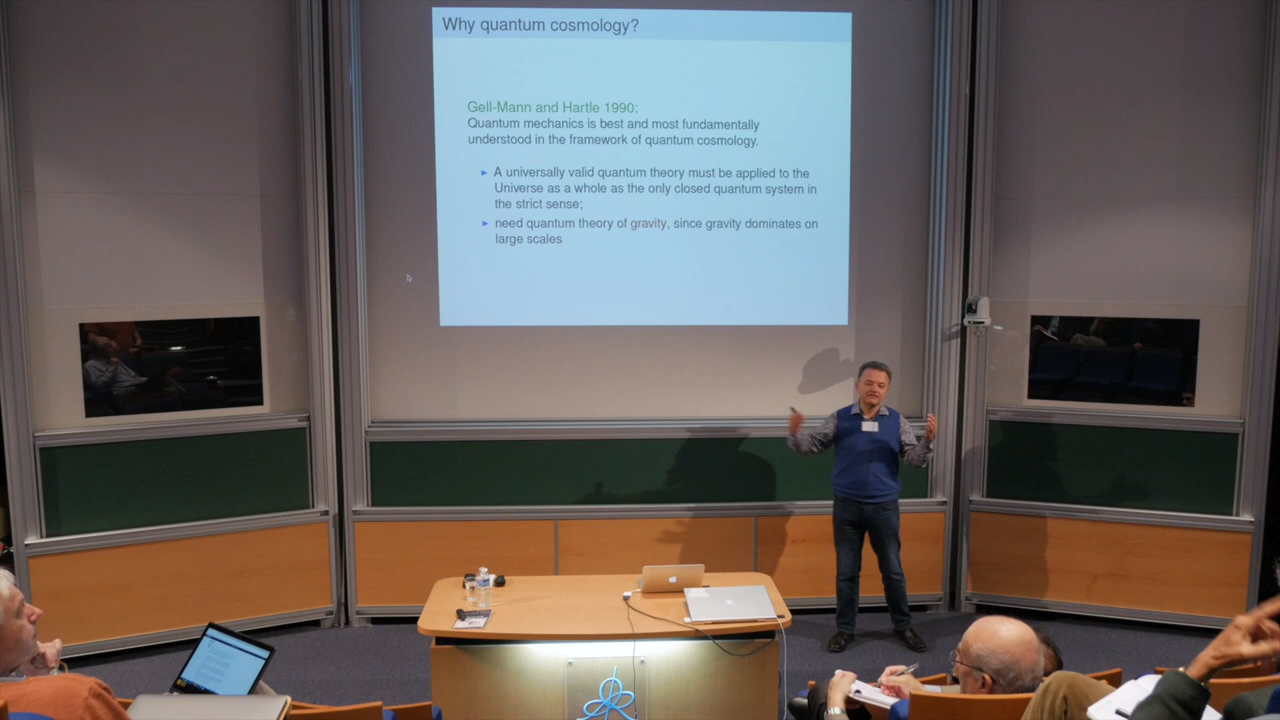 Why quantum cosmology?
Gell-Mann and Hartle 1990:
Quantum mechanics is best and most fundamentally
understood in the framework of quantum cosmology.
A universally valid quantum theory must be applied to the
Universe as a whole as the only closed quantum system in
the strict sense;
need quantum theory of gravity, since gravity dominates on
large scales